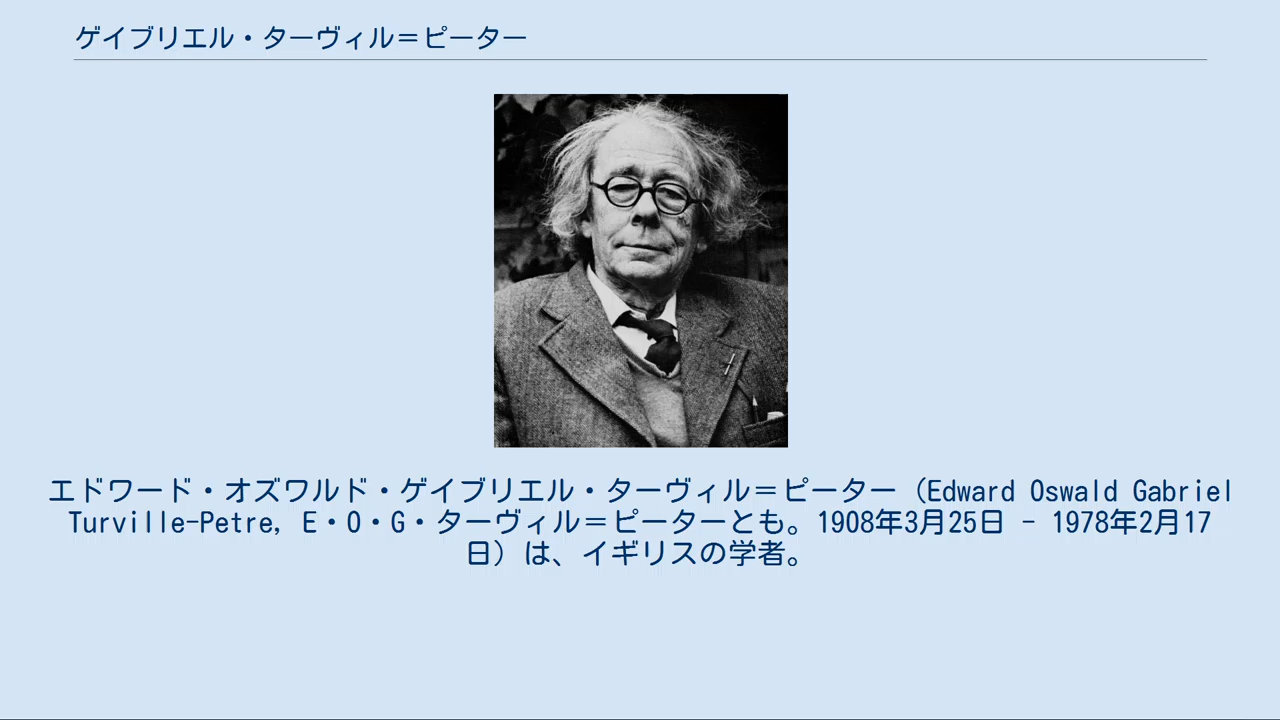 ゲイブリエル・ターヴィル＝ピーター
エドワード・オズワルド・ゲイブリエル・ターヴィル＝ピーター（Edward Oswald Gabriel
Turville-Petre, E・O・G・ターヴィル＝ピーターとも。1908年3月25日 - 1978年2月17
日）は、イギリスの学者。